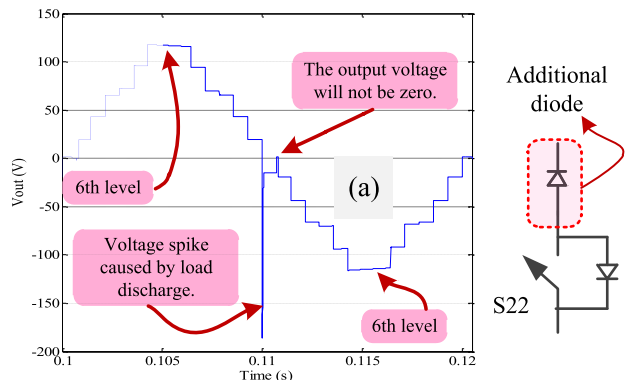 150
100
50
0
-50
-100
-150
-200
Vout (V)
0.1
0.105
0.11
0.115
0.12
Time (s)
6th level
The output voltage
will not be zero.
6th level
(a)
Voltage spike
caused by load
discharge.
6th level
Additional
diode
S22